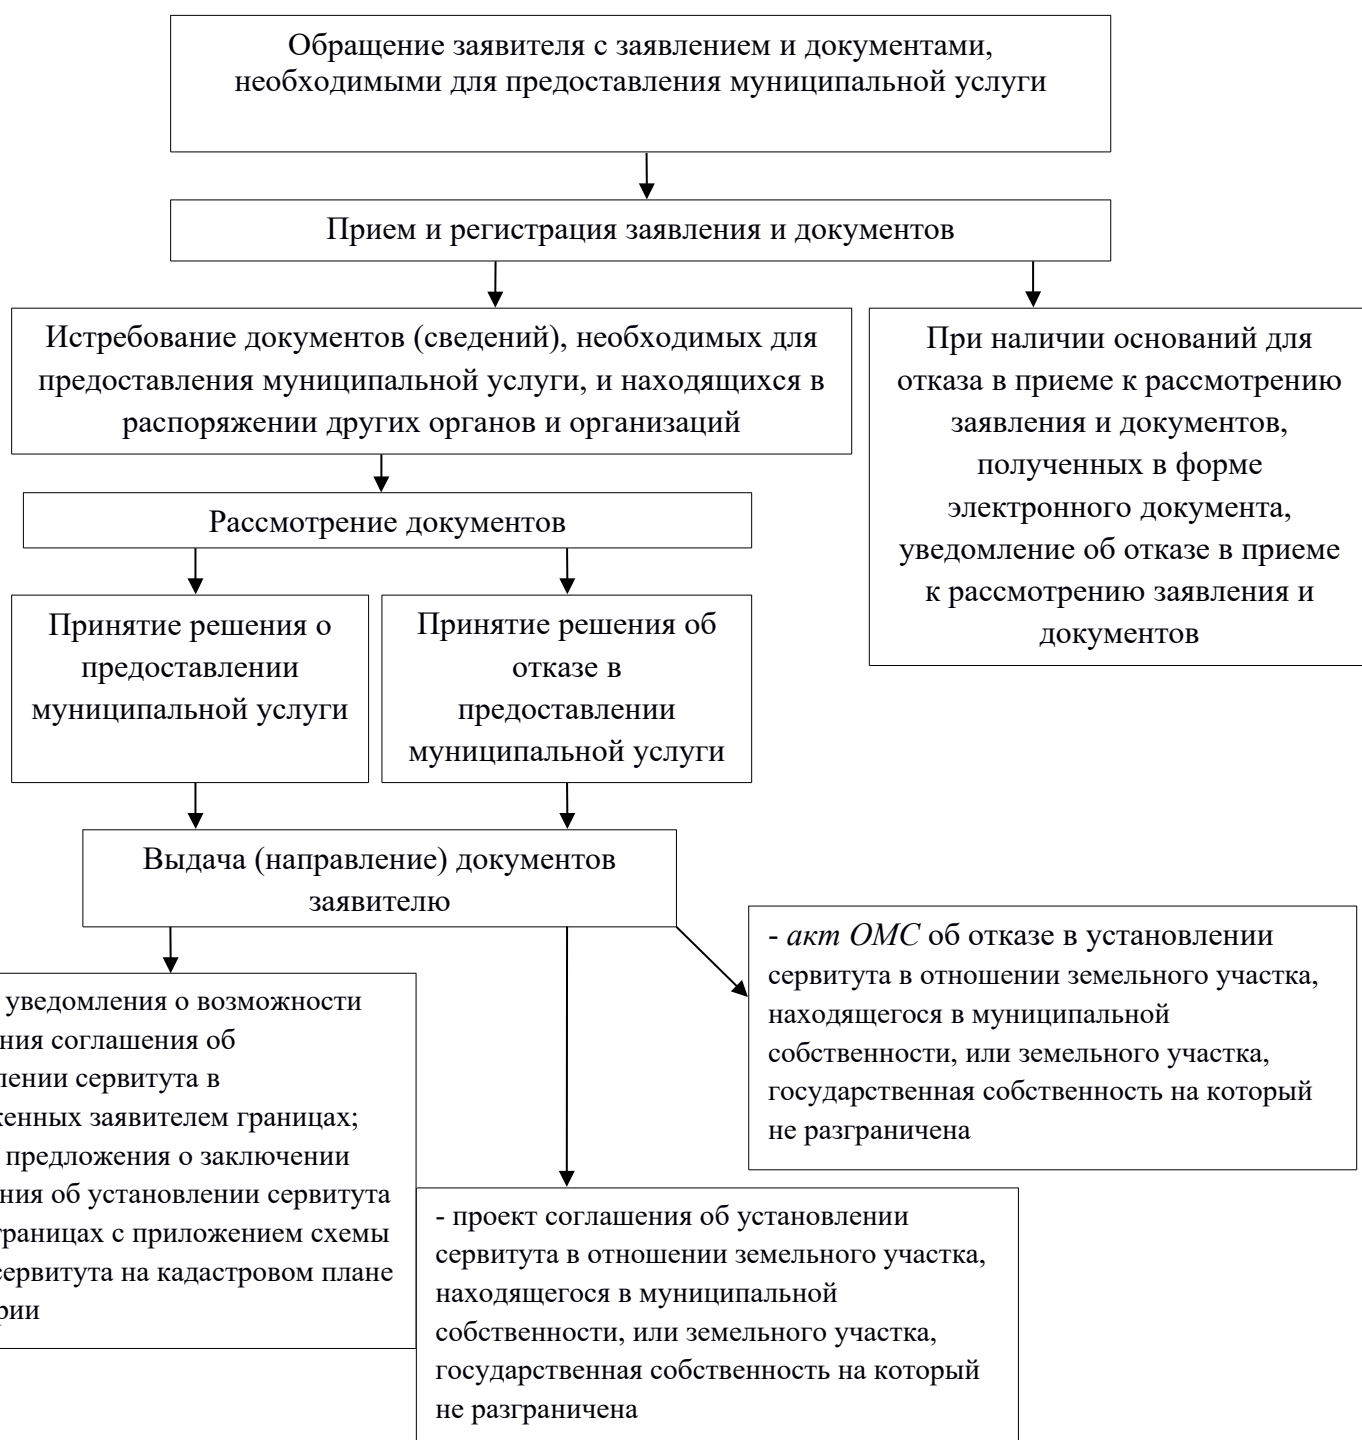 Обращение заявителя с заявлением и документами,
необходимыми для предоставления муниципальной услуги
Прием и регистрация заявления и документов
Истребование документов (сведений), необходимых для
предоставления муниципальной услуги, и находящихся в
распоряжении других органов и организаций
При наличии оснований для
отказа в приеме к рассмотрению
заявления и документов,
полученных в форме
электронного документа,
уведомление об отказе в приеме
к рассмотрению заявления и
документов
Рассмотрение документов
Принятие решения о
предоставлении
муниципальной услуги
Принятие решения об
отказе в
предоставлении
муниципальной услуги
Выдача (направление) документов
заявителю
- акт ОМС об отказе в установлении
сервитута в отношении земельного участка,
находящегося в муниципальной
собственности, или земельного участка,
государственная собственность на который
не разграничена
уведомления о возможности
ния соглашения об
лении сервитута в
женных заявителем границах;
предложения о заключении
ния об установлении сервитута
границах с приложением схемы
сервитута на кадастровом плане
рии
- проект соглашения об установлении
сервитута в отношении земельного участка,
находящегося в муниципальной
собственности, или земельного участка,
государственная собственность на который
не разграничена